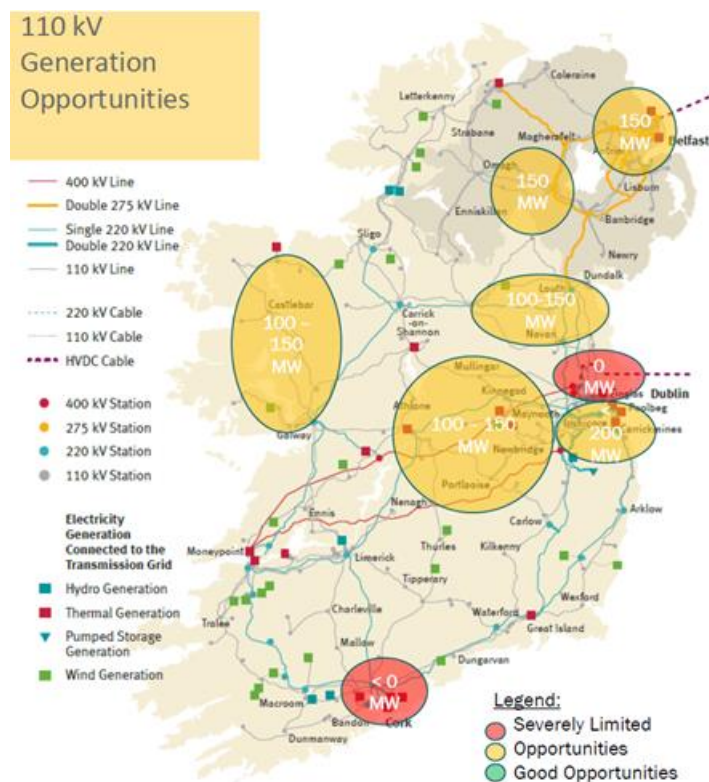 110 kV
Generation
Opportunities
400 kV Line
Double 275 kV Line
Single 220 kV Line
Double 220 kV Line
110 kV Line
220 kV Cable
110 kV Cable
HVDC Cable
400 kV Station
275 kV Station
220 kV Station
110 kV Station
Electricity
Generation
Connected to the
Transmission Grid
Hydro Generation
Thermal Generation
Pumped Storage
Generation
Wind Generation
Coleraine
Letterkenny
Strabane
Magherafelt
150
MW
Belfast
Omagh
150
MW
Lisburn
Enniskillen
Banbridge
Newry
Sligo
Dundalk
Castlebar
100 –
150
MW
Carrick
-on-
Shannon
Louth
100-150
MW
Navan
Mullingar
Kinnegad
0
MW
Dublin
Athlone
Maynooth
Poolbeg
100 – 150
MW
Inchicore
Carrickmines
200
MW
Newbridge
Galway
Portlaoise
Nenagh
Ennis
Arklow
Carlow
Moneypoint
Limerick
Thurles
Kilkenny
Tipperary
Wexford
Tralee
Charleville
Waterford
Great Island
Mallow
Dungarvan
< 0
MW
Macroom
Bandon
Cork
Dunmanway
Legend:
Severely Limited
Opportunities
Good Opportunities